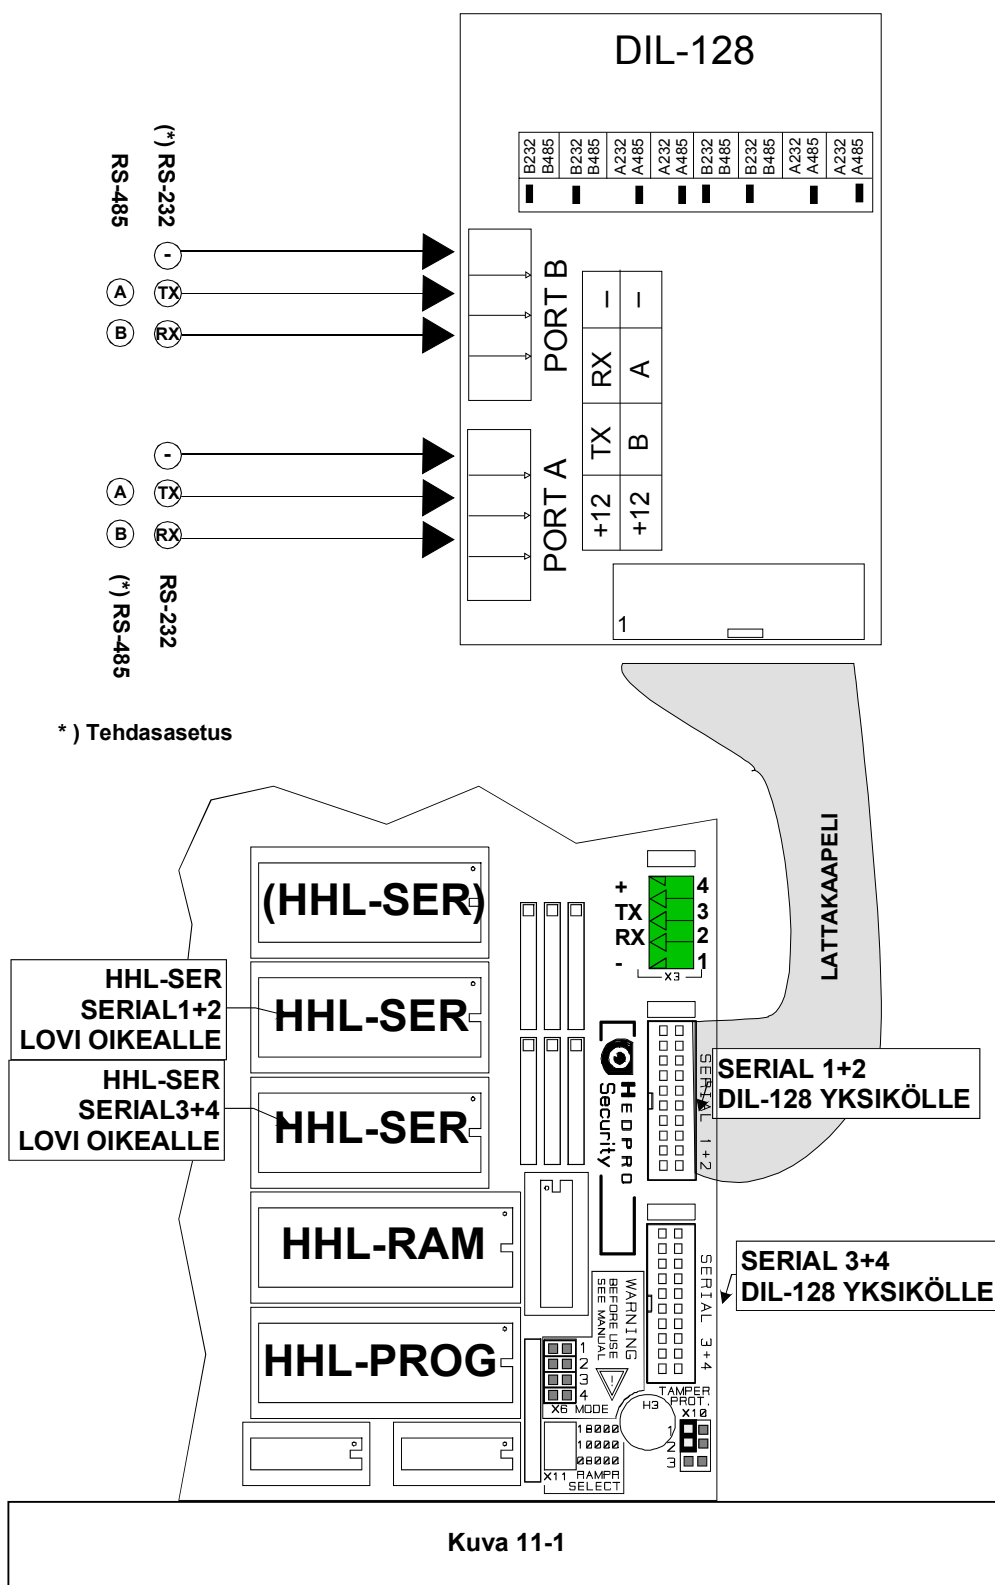 DIL-128
B232
B485
B232
B485
A232
A485
A232
A485
B232
B485
B232
B485
A232
A485
A232
A485
(*) RS-232
RS-485
-
A TX
B RX
PORT B
-
A TX
B RX
PORT A
RS-232
(*) RS-485
+12 TX RX –
+12 B A –
1
* ) Tehdasasetus
LATTAKAAPELI
(HHL-SER)
+ 4
TX 3
RX 2
- 1
X3
HHL-SER
SERIAL1+2
LOVI OIKEALLE
HHL-SER
HHL-SER
SERIAL3+4
LOVI OIKEALLE
HHL-SER
HEDPRO
Security
SERIAL 1+2
SERIAL 1+2
DIL-128 YKSIKÖLLE
HHL-RAM
SERIAL 3+4
SERIAL 3+4
DIL-128 YKSIKÖLLE
WARNING
BEFORE USE
SEE MANUAL
!
HHL-PROG
1
2
3
4
X6 MODE
H3
TAMPER
PROT.
X10
1
2
3
18000
10000
08000
X11 RAMPR
SELECT
Kuva 11-1